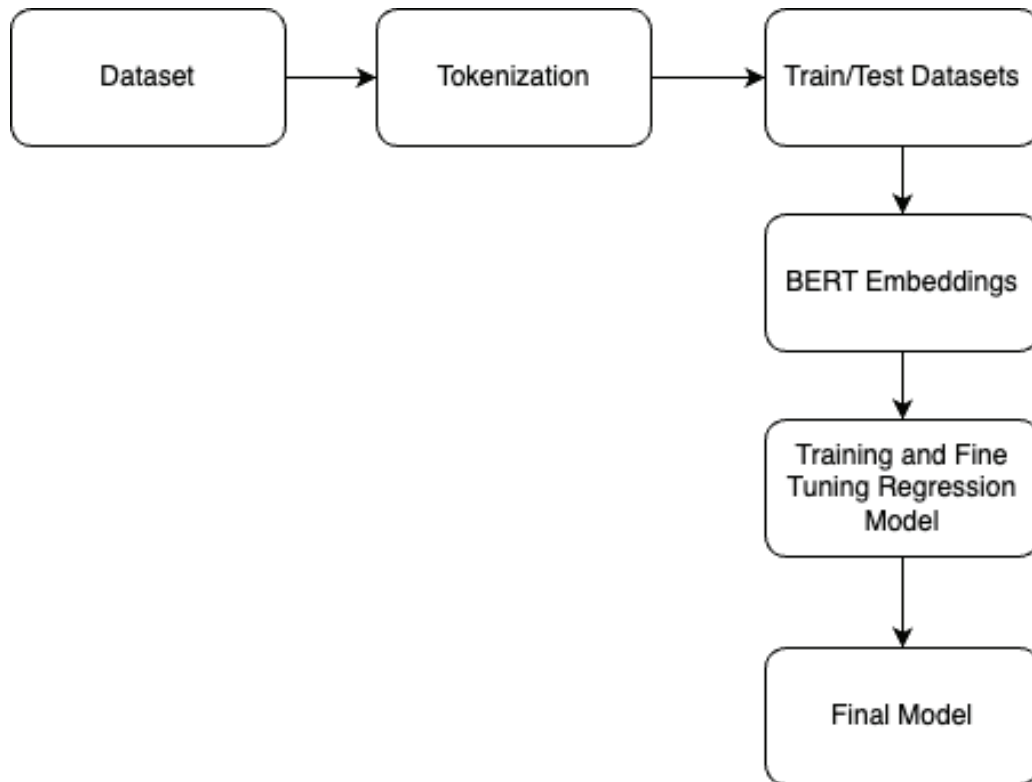 Dataset
Tokenization
Train/Test Datasets
BERT Embeddings
Training and Fine
Tuning Regression
Model
Final Model